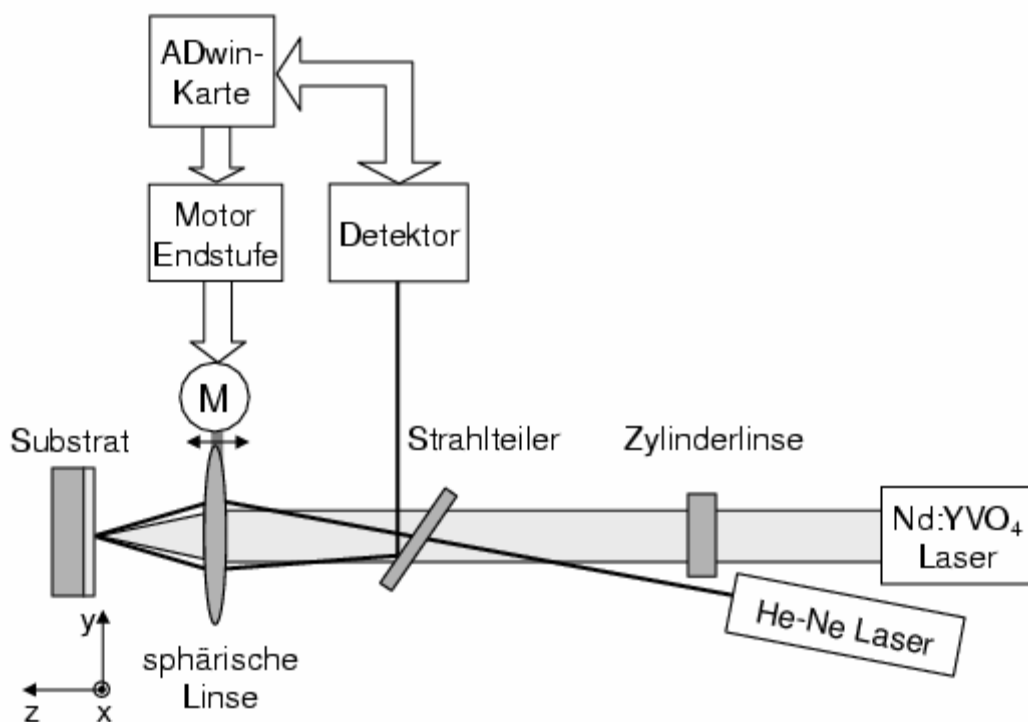 ADwin-
Karte
Motor
Endstufe
Detektor
M
Substrat
Strahlteiler
Zylinderlinse
Nd:YVO₄
Laser
He-Ne Laser
sphärische
Linse
y
z
x